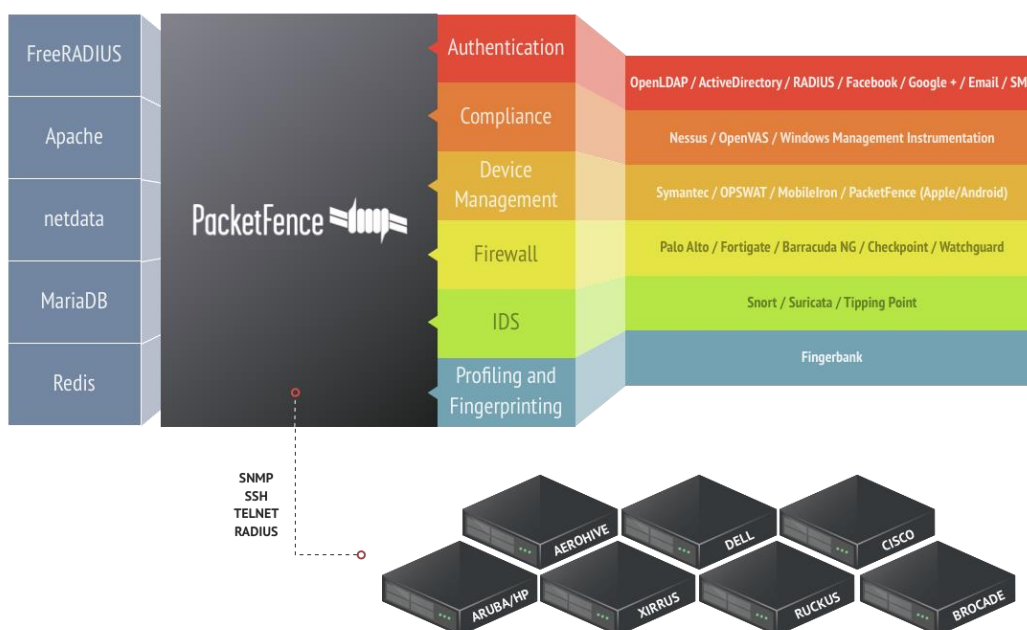 FreeRADIUS
Apache
netdata
MariaDB
Redis
PacketFence
Authentication
Compliance
Device
Management
Firewall
IDS
Profiling and
Fingerprinting
OpenLDAP / ActiveDirectory / RADIUS / Facebook / Google + / Email / SM
Nessus / OpenVAS / Windows Management Instrumentation
Symantec / OPSWAT / MobileIron / PacketFence (Apple/Android)
Palo Alto / Fortigate / Barracuda NG / Checkpoint / Watchguard
Snort / Suricata / Tipping Point
Fingerbank
SNMP
SSH
TELNET
RADIUS
AEROHIVE
DELL
CISCO
ARUBA/HP
XIRRUS
RUCKUS
BROCADE